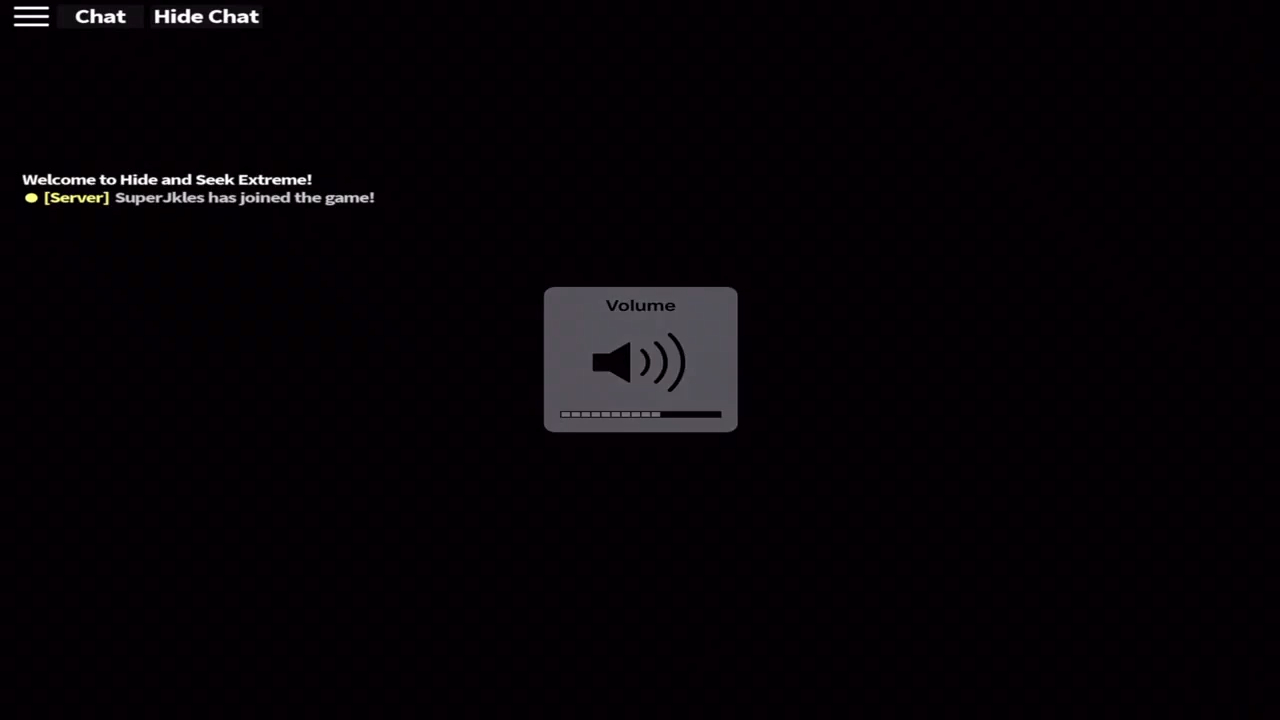 Chat Hide Chat
Welcome to Hide and Seek Extreme!
[Server] SuperJkles has joined the game!
Volume